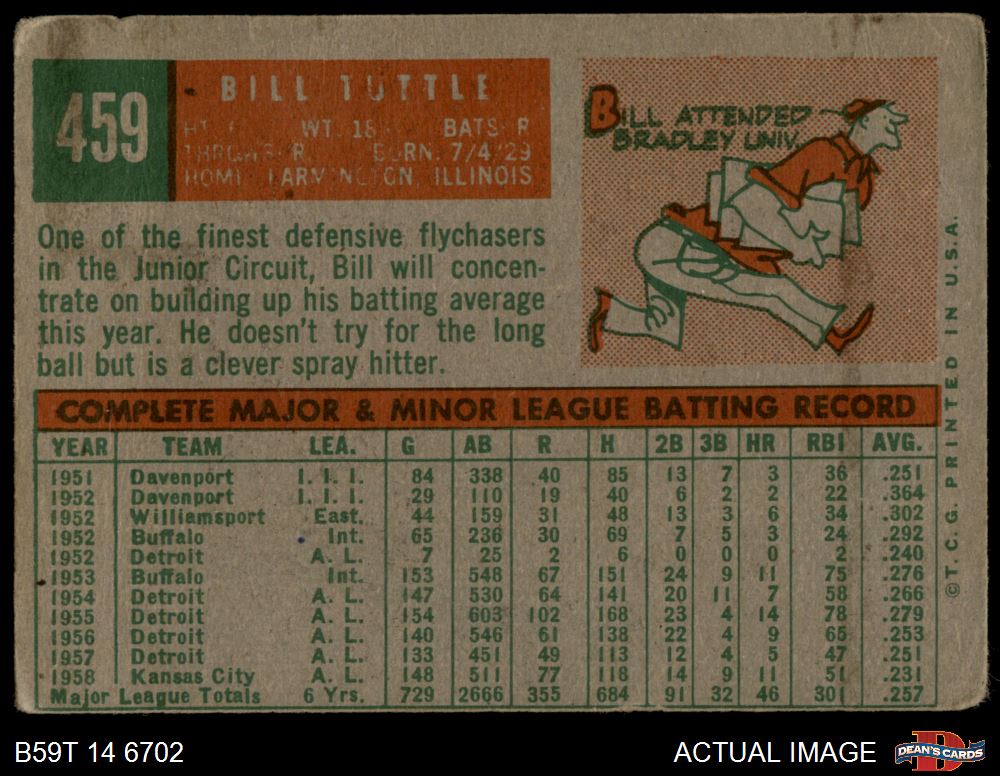 459
BILL TUTTLE
WT. 18
BATS R
BORN. 7/4/29
ILLINOIS
BILL ATTENDED
BRADLEY UNIV.
One of the finest defensive flychasers
in the Junior Circuit, Bill will concen-
trate on building up his batting average
this year. He doesn't try for the long
ball but is a clever spray hitter.
COMPLETE MAJOR & MINOR LEAGUE BATTING RECORD
YEAR TEAM LEA. G AB R H 2B 3B HR RBI AVG.
1951 Davenport I. I. I. 84 338 40 85 13 7 3 36 .251
1952 Davenport I. I. I. 29 110 19 40 6 2 2 22 .364
1952 Williamsport East. 44 159 31 48 13 3 6 34 .302
1952 Buffalo Int. 65 236 30 69 7 5 3 24 .292
1952 Detroit A. L. 7 25 2 6 0 0 0 2 .240
1953 Buffalo Int. 153 548 67 151 24 9 11 75 .276
1954 Detroit A. L. 147 530 64 141 20 11 7 58 .266
1955 Detroit A. L. 154 603 102 168 23 4 14 78 .279
1956 Detroit A. L. 140 546 61 138 22 4 9 65 .253
1957 Detroit A. L. 133 451 49 113 12 4 5 47 .251
1958 Kansas City A. L. 148 511 77 118 14 9 11 51 .231
Major League Totals 6 Yrs. 729 2666 355 684 91 32 46 301 .257
©T.C.G. PRINTED IN U.S.A.
B59T 14 6702
ACTUAL IMAGE
DEAN'S CARDS